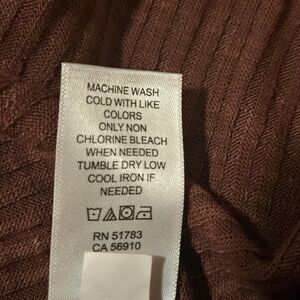 MACHINE WASH
COLD WITH LIKE
COLORS
ONLY NON
CHLORINE BLEACH
WHEN NEEDED
TUMBLE DRY LOW
COOL IRON IF
NEEDED
RN 51783
CA 56910